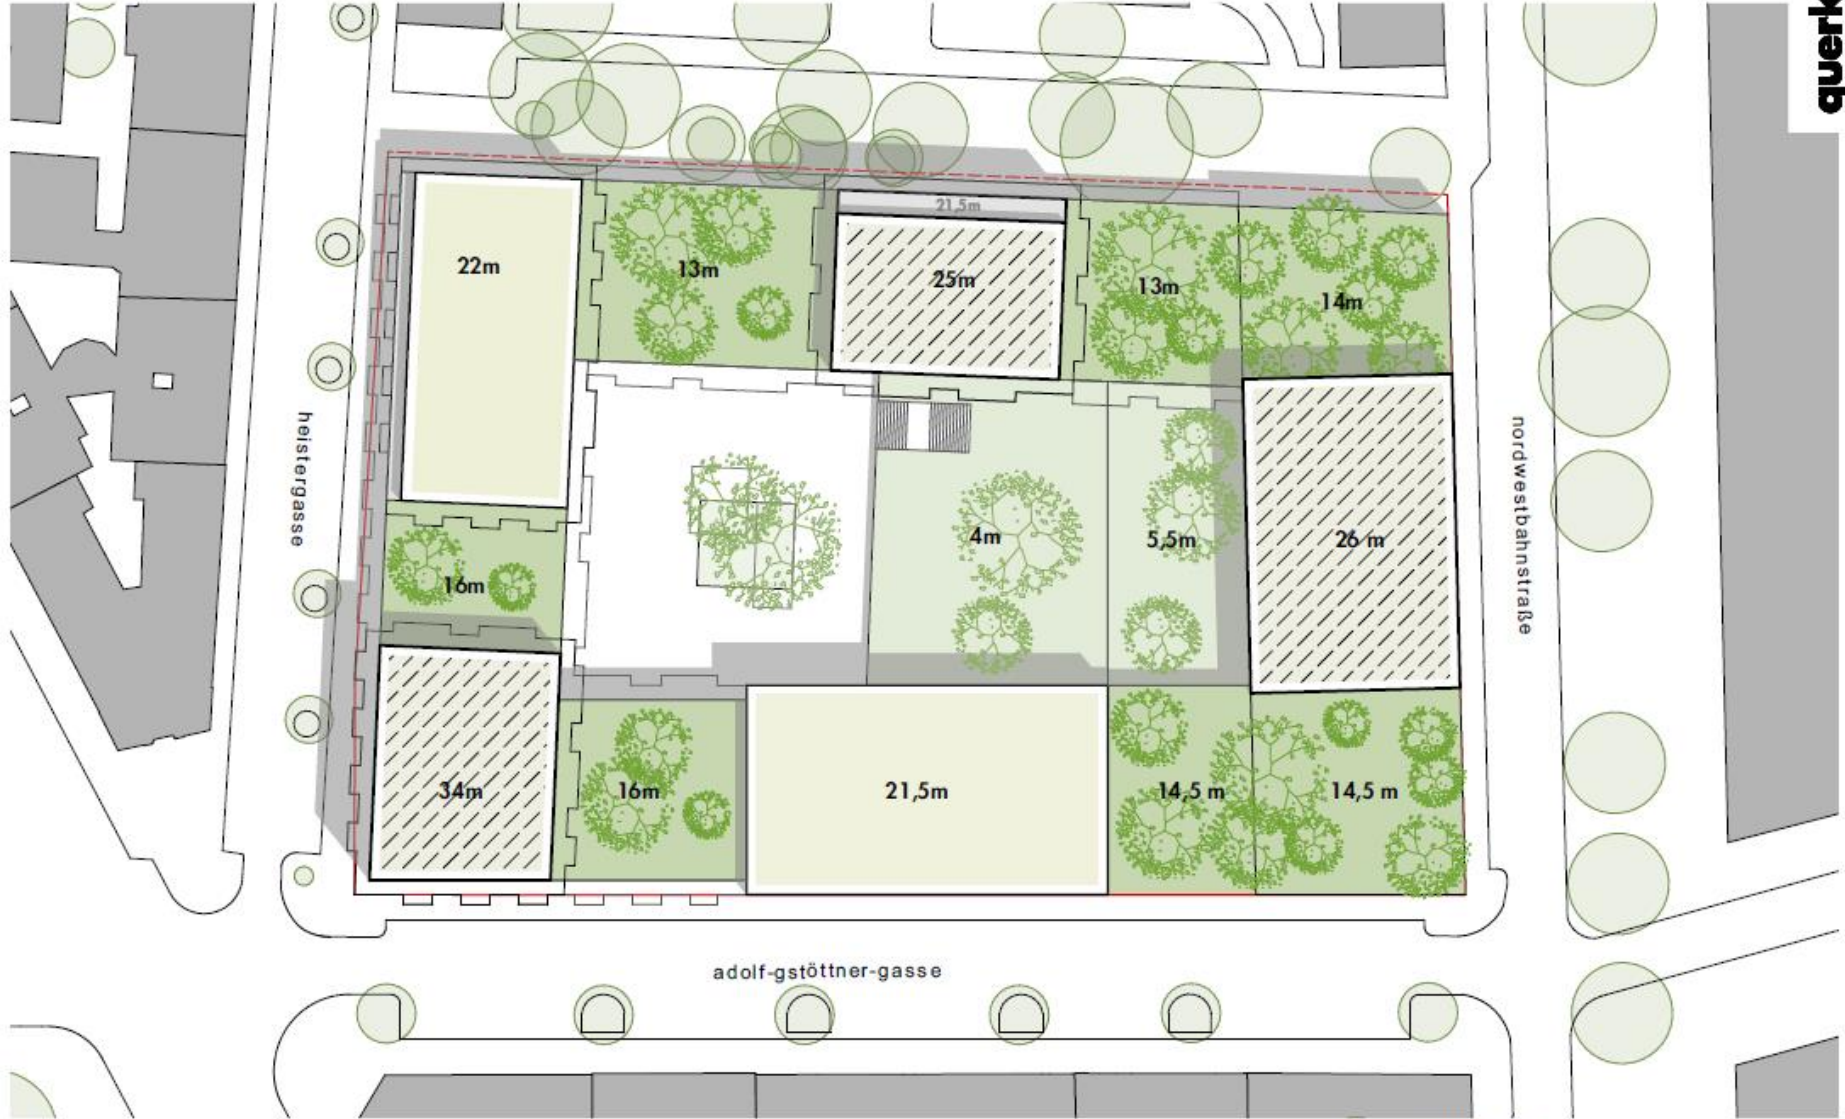 querk
21,5m
22m
13m
25m
13m
14m
heistergasse
nordwestbahnstraße
4m
5,5m
26 m
16m
34m
16m
21,5m
14,5 m
14,5 m
adolf-gstöttner-gasse